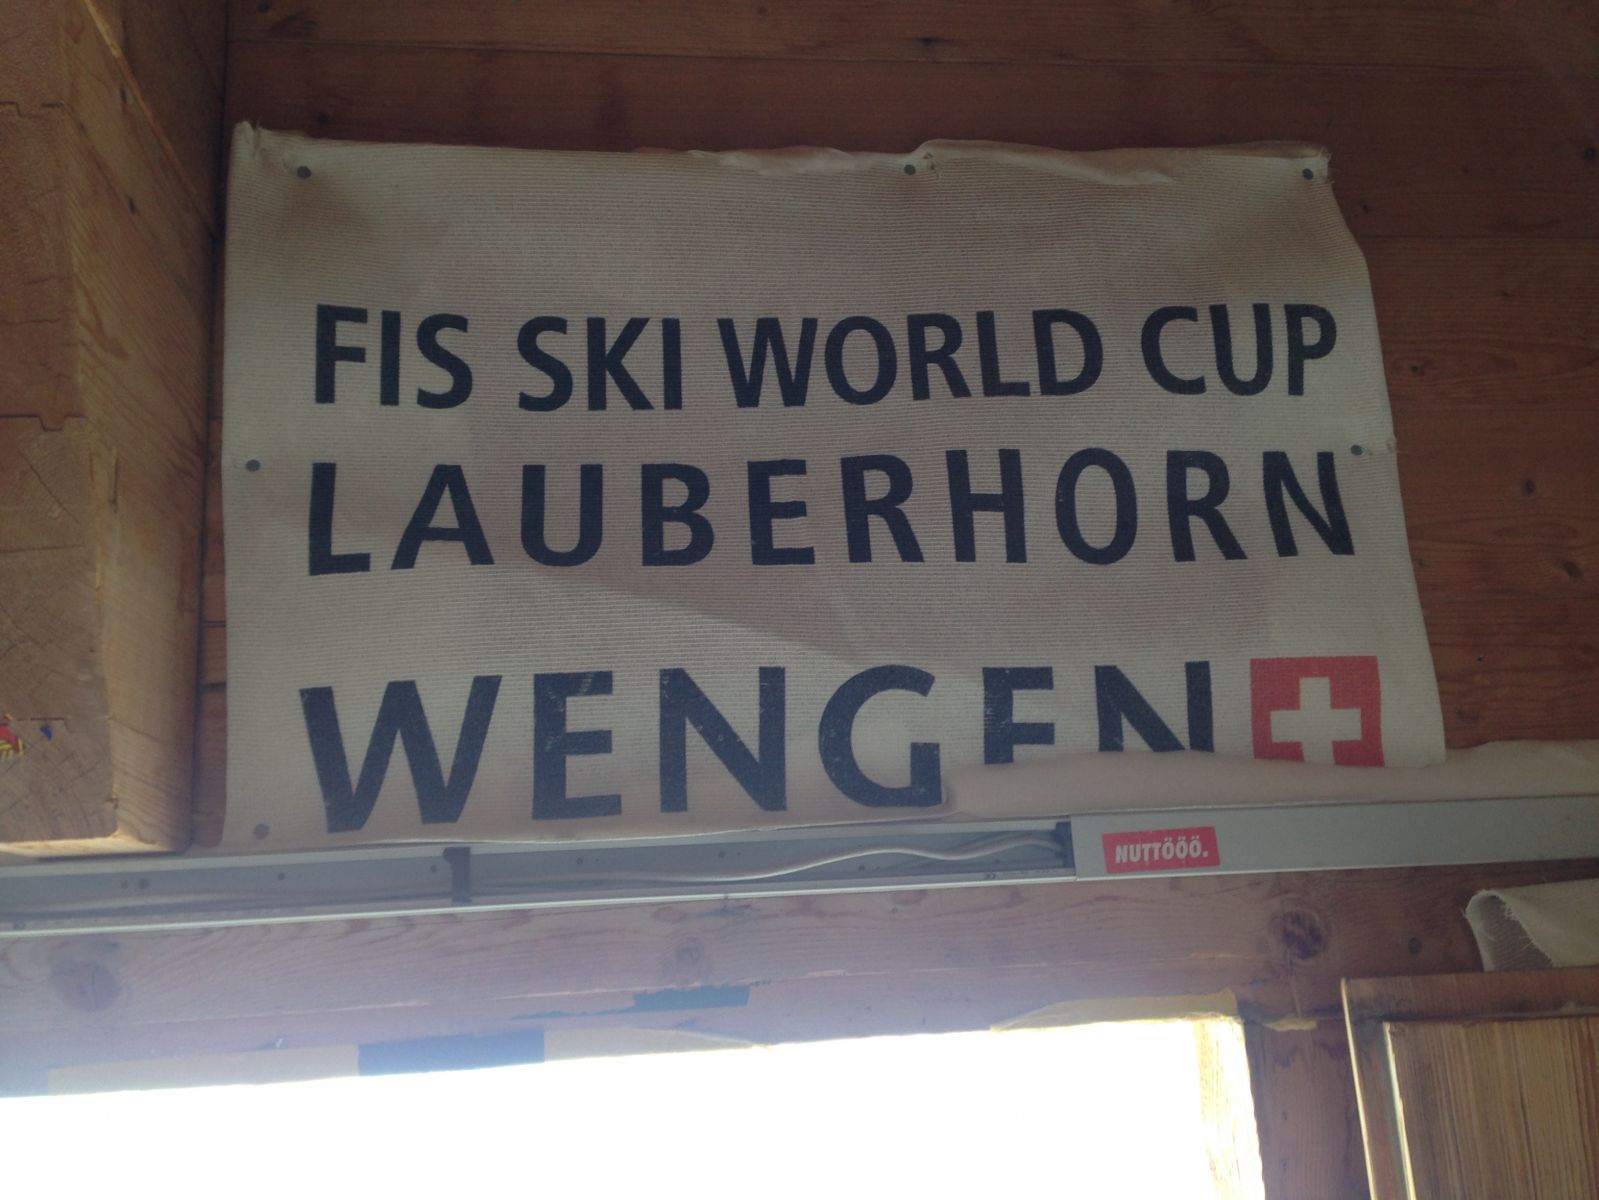 FIS SKI WORLD CUP
LAUBERHORN
WENGEN
NUTTÖÖÖ.